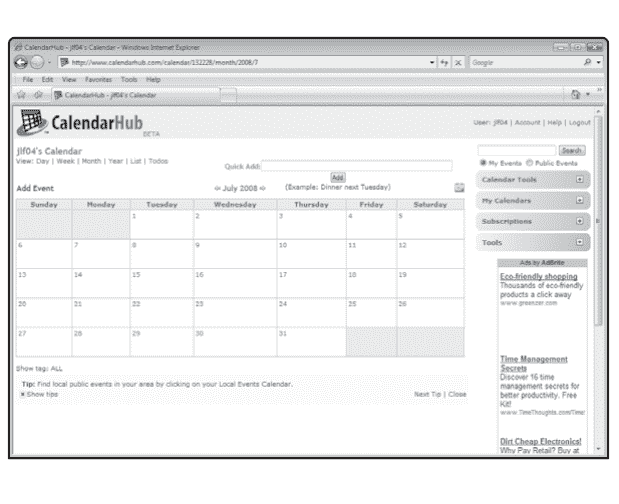 CalendarHub - jlf04's Calendar - Windows Internet Explorer
http://www.calendarhub.com/calendar/132228/month/2008/7
Google
File Edit View Favorites Tools Help
CalendarHub - jlf04's Calendar
CalendarHub
BETA
User: jlf04 | Account | Help | Logout
jlf04's Calendar
View: Day | Week | Month | Year | List | Todos
Quick Add:
Add
(Example: Dinner next Tuesday)
Search
My Events Public Events
Add Event
July 2008
Sunday Monday Tuesday Wednesday Thursday Friday Saturday
1 2 3 4 5
6 7 8 9 10 11 12
13 14 15 16 17 18 19
20 21 22 23 24 25 26
27 28 29 30 31
Show tag: ALL
Tip: Find local public events in your area by clicking on your Local Events Calendar.
Show tips
Next Tip | Close
Calendar Tools
My Calendars
Subscriptions
Tools
Ads by AdBrite
Eco-friendly shopping
Thousands of eco-friendly
products a click away
www.greenzer.com
Time Management
Secrets
Discover 16 time
management secrets for
better productivity. Free
Kit!
www.TimeThoughts.com/Time
Dirt Cheap Electronics!
Why Pay Retail? Buy at